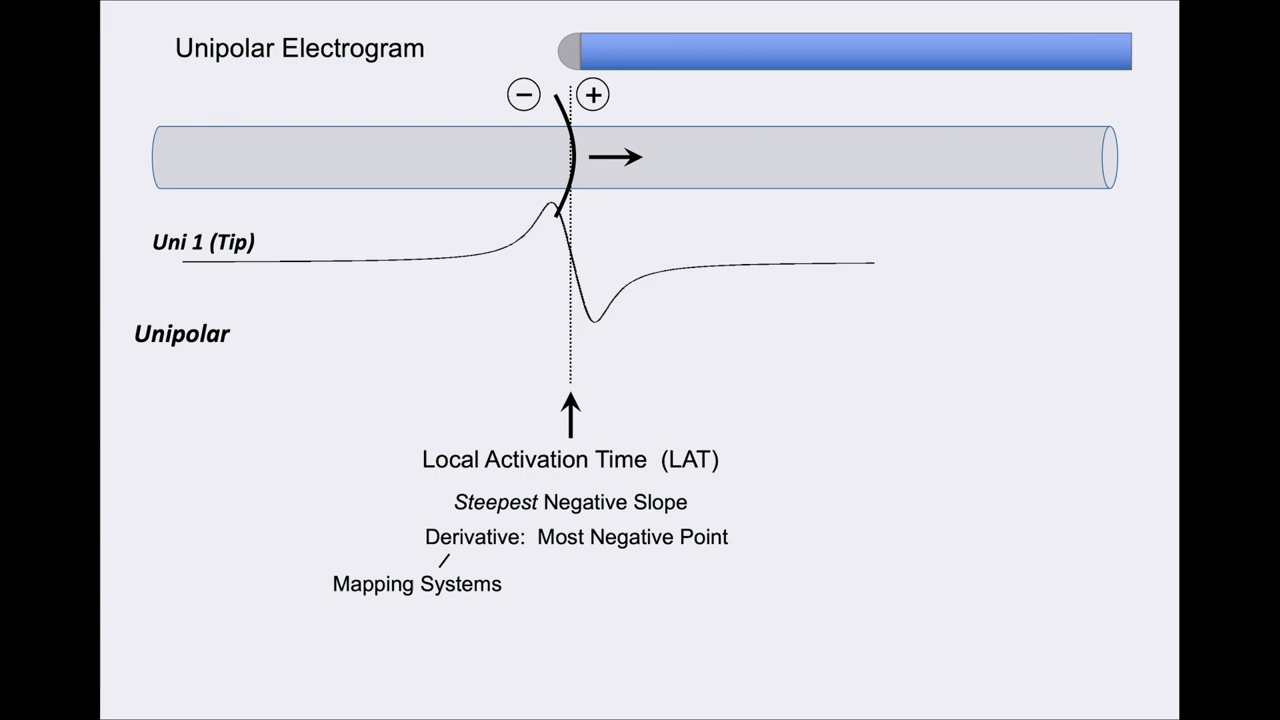 Unipolar Electrogram
− +
Uni 1 (Tip)
Unipolar
Local Activation Time (LAT)
Steepest Negative Slope
Derivative: Most Negative Point
Mapping Systems